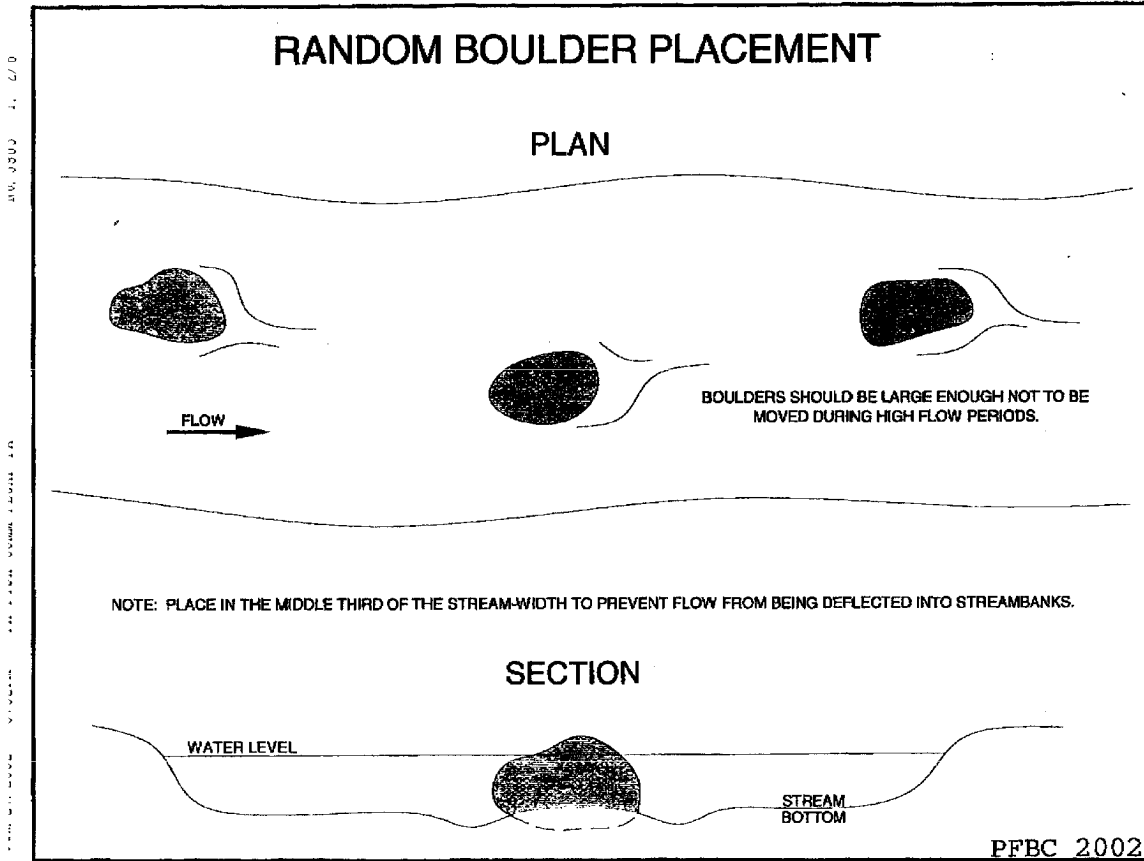 RANDOM BOULDER PLACEMENT
PLAN
FLOW
BOULDERS SHOULD BE LARGE ENOUGH NOT TO BE
MOVED DURING HIGH FLOW PERIODS.
NOTE: PLACE IN THE MIDDLE THIRD OF THE STREAM-WIDTH TO PREVENT FLOW FROM BEING DEFLECTED INTO STREAMBANKS.
SECTION
WATER LEVEL
STREAM
BOTTOM
PFBC 2002